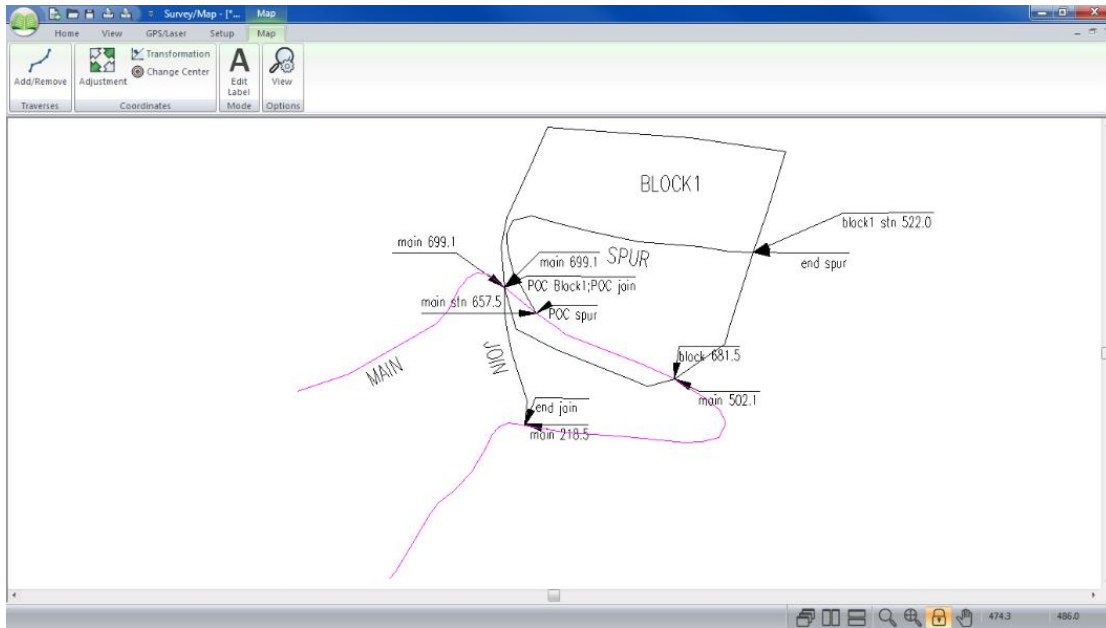 Survey/Map - [*... Map
Home View GPS/Laser Setup Map
Add/Remove
Traverses
Adjustment
Transformation
Change Center
Coordinates
A
Edit
Label
Mode
View
Options
BLOCK1
block1 stn 522.0
main 699.1
main 699.1
SPUR
end spur
POC Block1;POC join
main stn 657.5
POC spur
JOIN
block 681.5
MAIN
main 502.1
end join
main 218.5
474.3 486.0